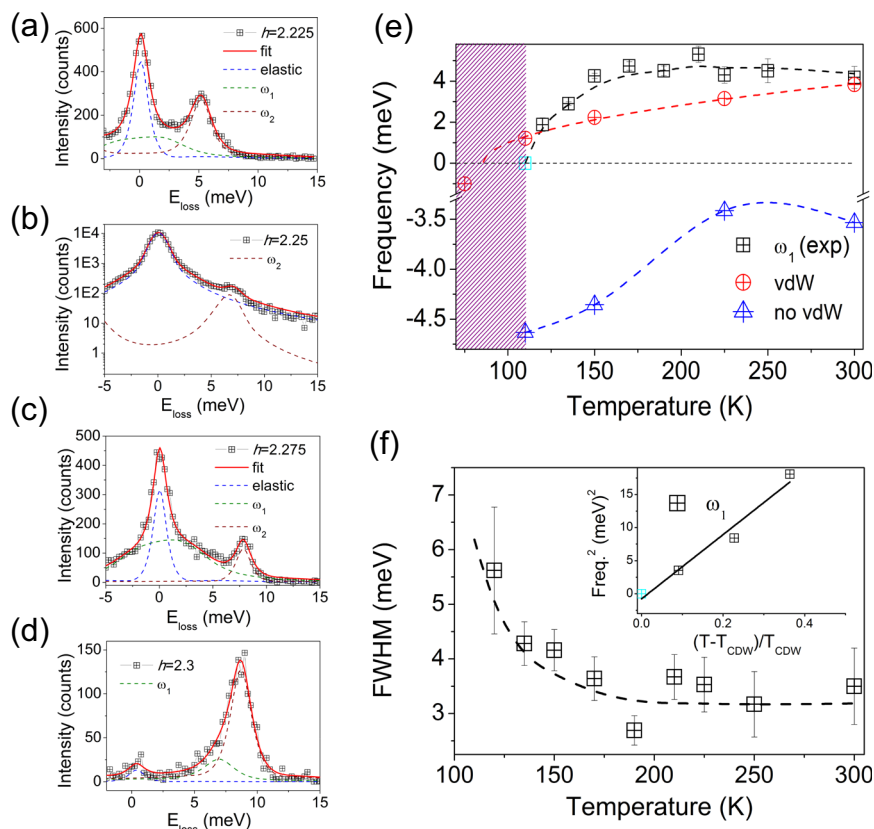 (a)
Intensity (counts)
600
400
200
0
h=2.225
fit
elastic
ω1
ω2
-5 0 5 10 15
Eloss (meV)
(b)
Intensity (counts)
1E4
1E3
1E2
10
1
h=2.25
ω2
-5 0 5 10 15
Eloss (meV)
(c)
Intensity (counts)
500
400
300
200
100
0
h=2.275
fit
elastic
ω1
ω2
-5 0 5 10 15
Eloss (meV)
(d)
Intensity (counts)
150
100
50
0
h=2.3
ω1
0 5 10 15
Eloss (meV)
(e)
Frequency (meV)
4
2
0
-3.5
-4.0
-4.5
ω1 (exp)
vdW
no vdW
100 150 200 250 300
Temperature (K)
(f)
FWHM (meV)
7
6
5
4
3
2
100 150 200 250 300
Temperature (K)
Freq.² (meV)²
15
10
5
0
ω1
0.0 0.2 0.4
(T-TCDW)/TCDW